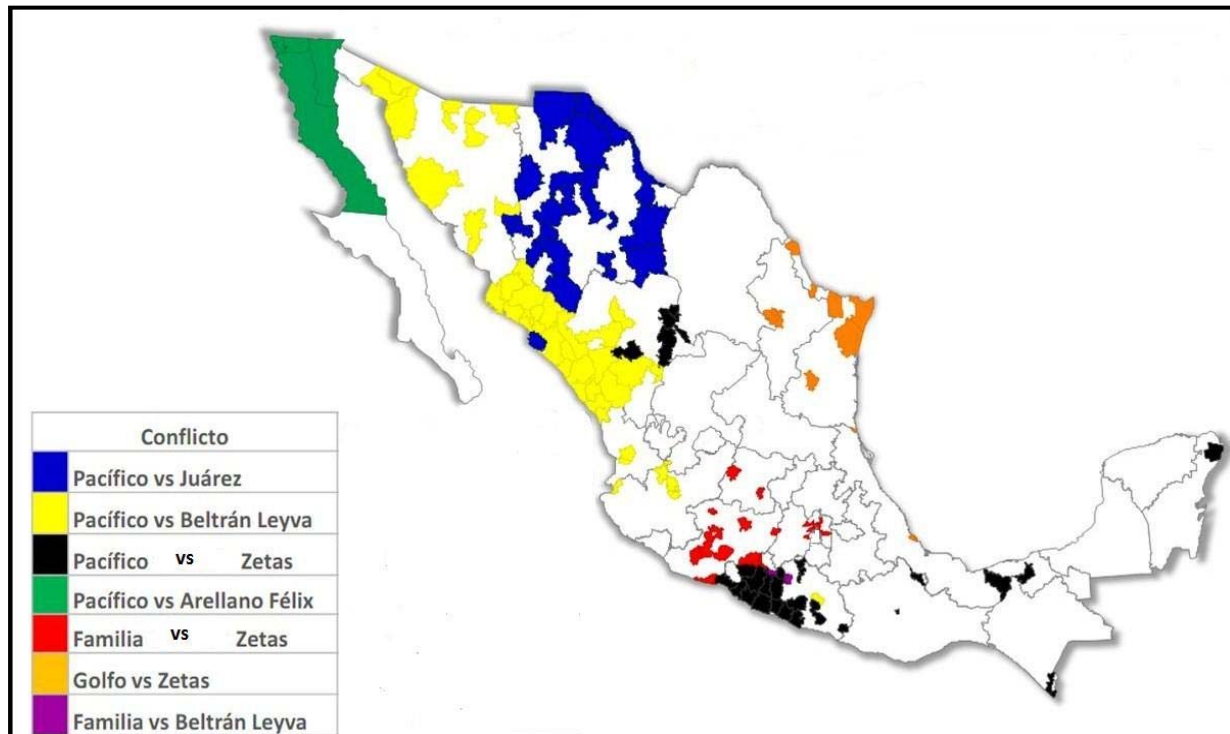 Conflicto
Pacífico vs Juárez
Pacífico vs Beltrán Leyva
Pacífico vs Zetas
Pacífico vs Arellano Félix
Familia vs Zetas
Golfo vs Zetas
Familia vs Beltrán Leyva